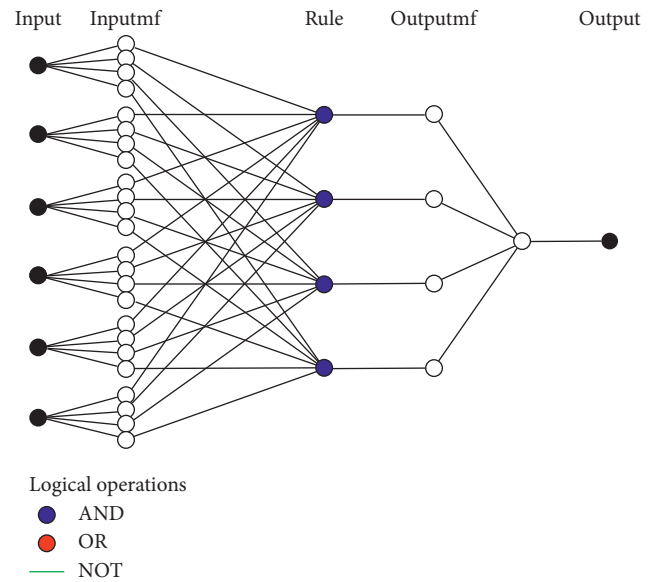 Input Inputmf Rule Outputmf Output
Logical operations
AND
OR
NOT